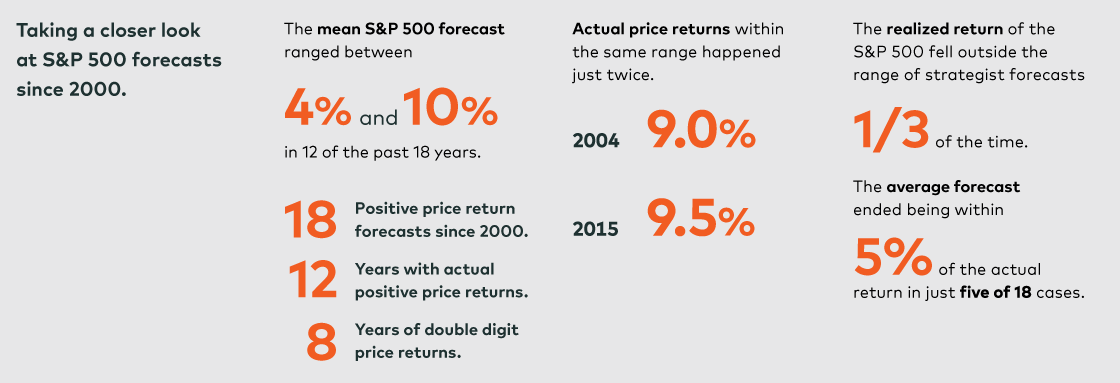 Taking a closer look
at S&P 500 forecasts
since 2000.
The mean S&P 500 forecast
ranged between
4% and 10%
in 12 of the past 18 years.
18 Positive price return
forecasts since 2000.
12 Years with actual
positive price returns.
8 Years of double digit
price returns.
Actual price returns within
the same range happened
just twice.
2004 9.0%
2015 9.5%
The realized return of the
S&P 500 fell outside the
range of strategist forecasts
1/3 of the time.
The average forecast
ended being within
5% of the actual
return in just five of 18 cases.